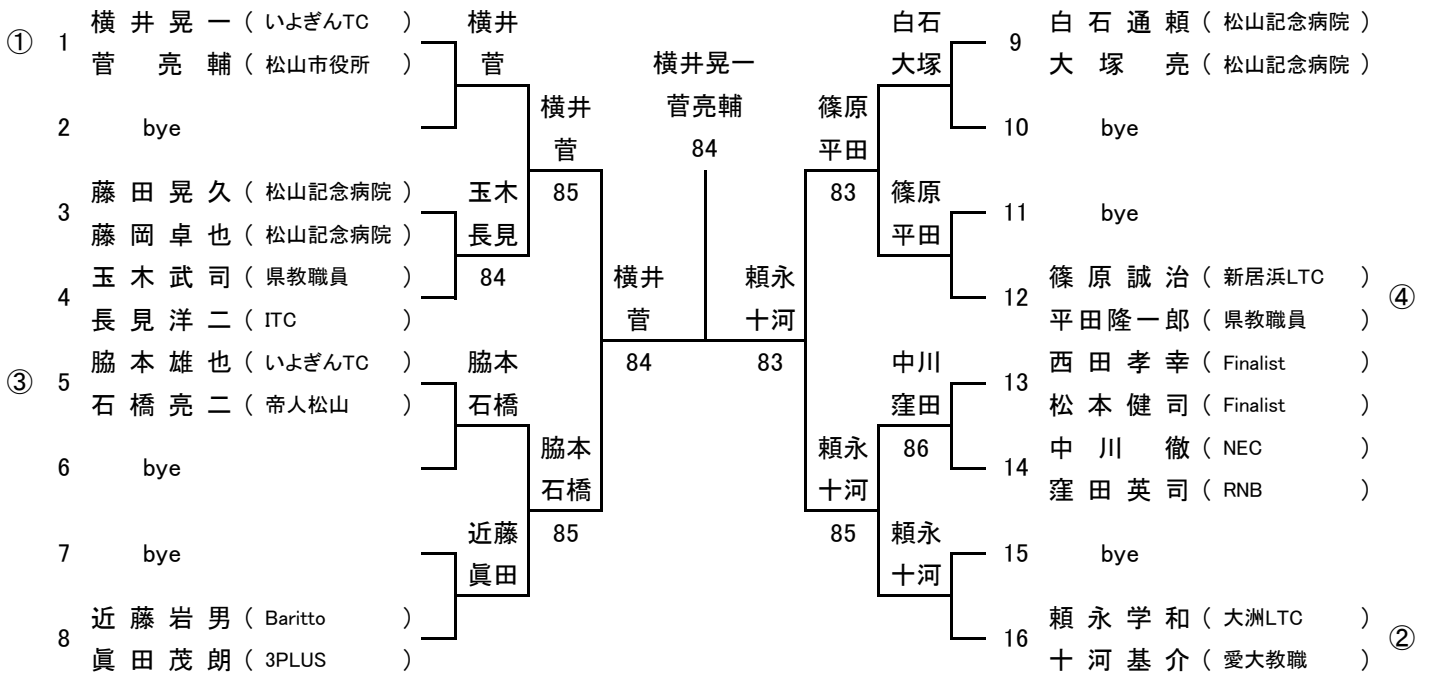 横井晃一 ( いよぎんTC ) 横井 白石 白石通頼 ( 松山記念病院 )
① 1 9
菅 亮輔 ( 松山市役所 ) 菅 横井晃一 大塚 大塚 亮 ( 松山記念病院 )
横井 菅亮輔 篠原
2 bye 10 bye
菅 84 平田
藤田晃久 ( 松山記念病院 ) 玉木 85 83 篠原
3 11 bye
藤岡卓也 ( 松山記念病院 ) 長見 平田
玉木武司 ( 県教職員 ) 84 横井 頼永 篠原誠治 ( 新居浜LTC )
4 12 ④
長見洋二 ( ITC ) 菅 十河 平田隆一郎 ( 県教職員 )
脇本雄也 ( いよぎんTC ) 脇本 84 83 中川 西田孝幸 ( Finalist )
③ 5 13
石橋亮二 ( 帝人松山 ) 石橋 窪田 松本健司 ( Finalist )
脇本 頼永 86 中川 徹 ( NEC )
6 bye 14
石橋 十河 窪田英司 ( RNB )
近藤 85 85 頼永
7 bye 15 bye
眞田 十河
近藤岩男 ( Baritto ) 頼永学和 ( 大洲LTC )
8 16 ②
眞田茂朗 ( 3PLUS ) 十河基介 ( 愛大教職 )